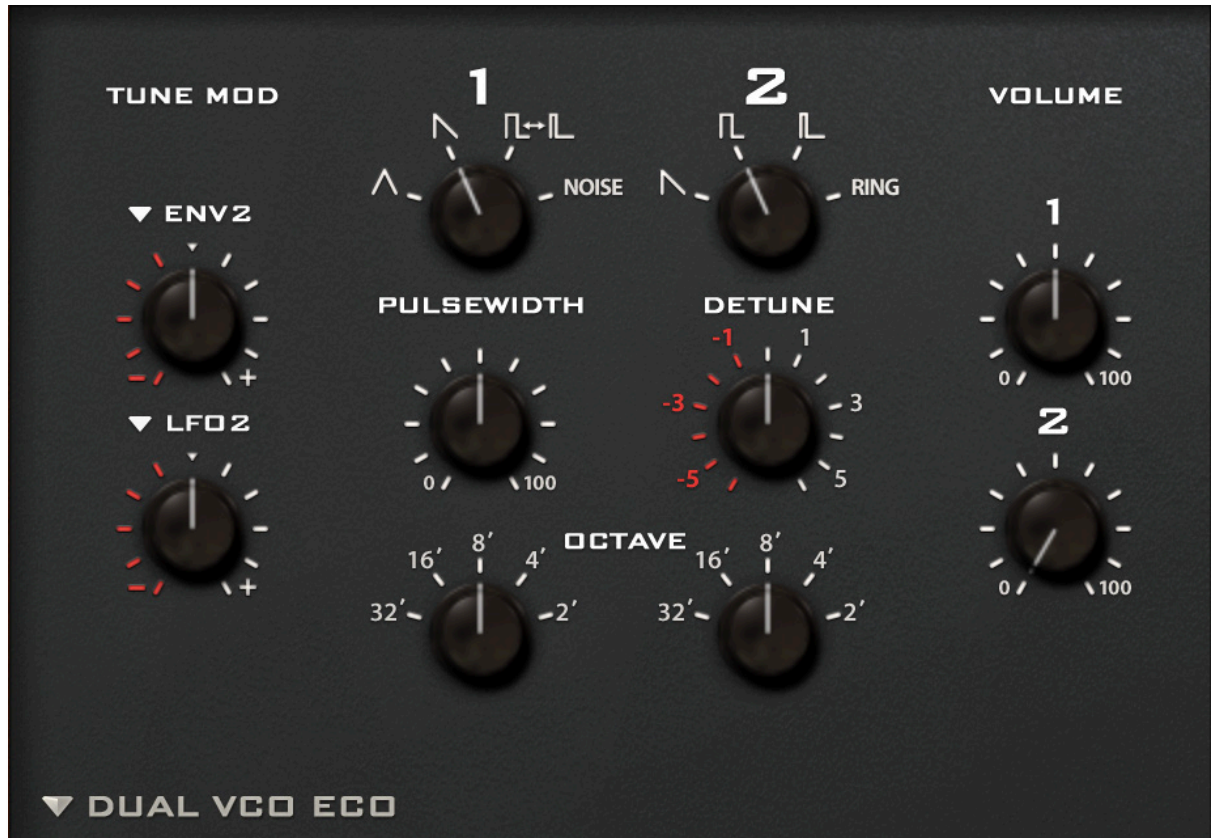 TUNE MOD
1
2
VOLUME
NOISE
RING
ENV2
1
PULSEWIDTH
DETUNE
-1 1
-3 3
-5 5
0 100
0 100
- +
LFO2
2
0 100
- +
OCTAVE
32′ 16′ 8′ 4′ 2′
32′ 16′ 8′ 4′ 2′
DUAL VCO ECO